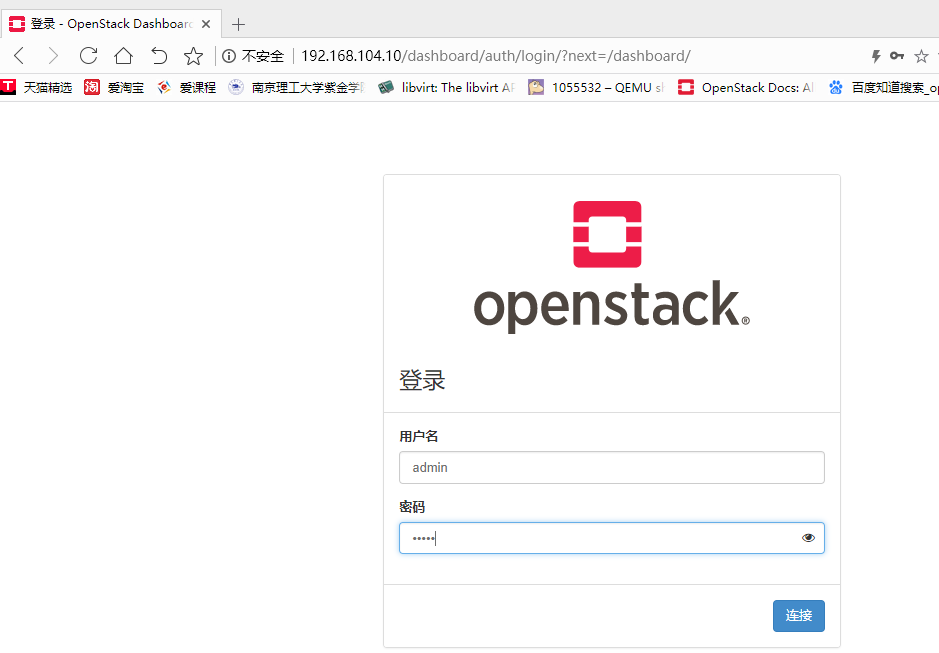 登录 - OpenStack Dashboard
不安全 192.168.104.10/dashboard/auth/login/?next=/dashboard/
天猫精选 爱淘宝 爱课程 南京理工大学紫金学 libvirt: The libvirt AP 1055532 – QEMU sh OpenStack Docs: Al 百度知道搜索_op
openstack®
登录
用户名
admin
密码
•••••
连接